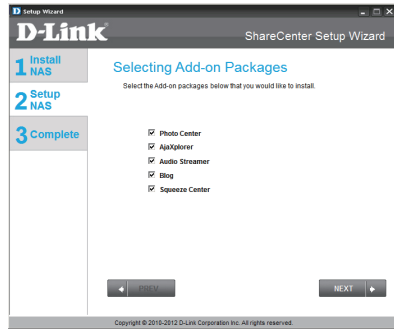 D Setup Wizard
D-Link®
ShareCenter Setup Wizard
1 Install NAS
2 Setup NAS
3 Complete
Selecting Add-on Packages
Select the Add-on packages below that you would like to install.
Photo Center
AjaXplorer
Audio Streamer
Blog
Squeeze Center
PREV
NEXT
Copyright © 2010-2012 D-Link Corporation Inc. All rights reserved.